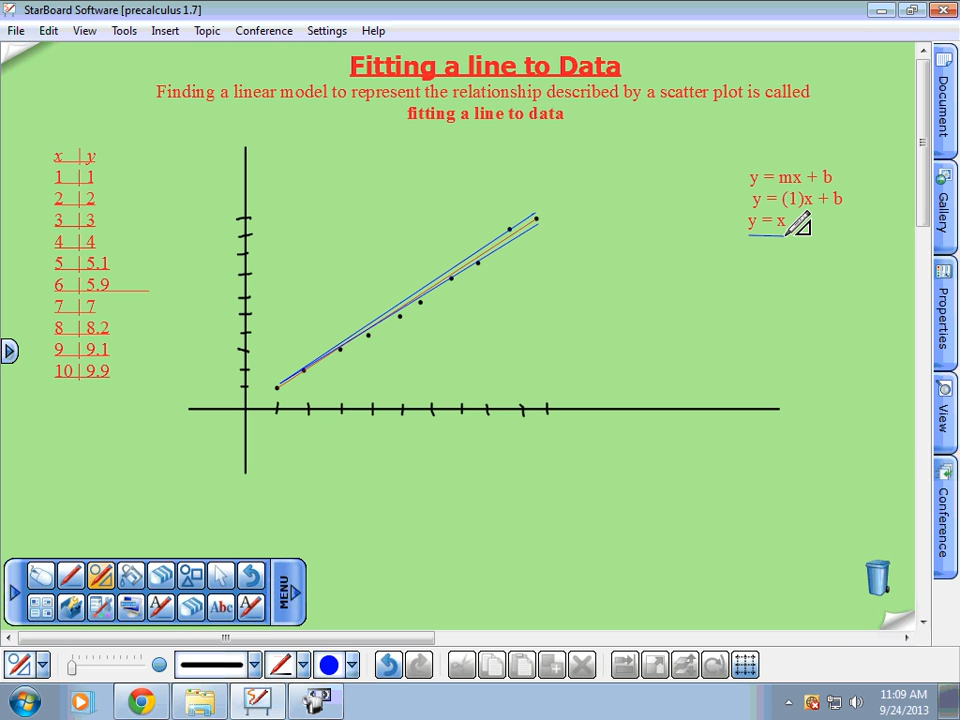 StarBoard Software [precalculus 1.7]
File Edit View Tools Insert Topic Conference Settings Help
Fitting a line to Data
Finding a linear model to represent the relationship described by a scatter plot is called
fitting a line to data
x | y
1 | 1
2 | 2
3 | 3
4 | 4
5 | 5.1
6 | 5.9
7 | 7
8 | 8.2
9 | 9.1
10 | 9.9
y = mx + b
y = (1)x + b
y = x
Document
Gallery
Properties
View
Conference
MENU
Abc
11:09 AM
9/24/2013